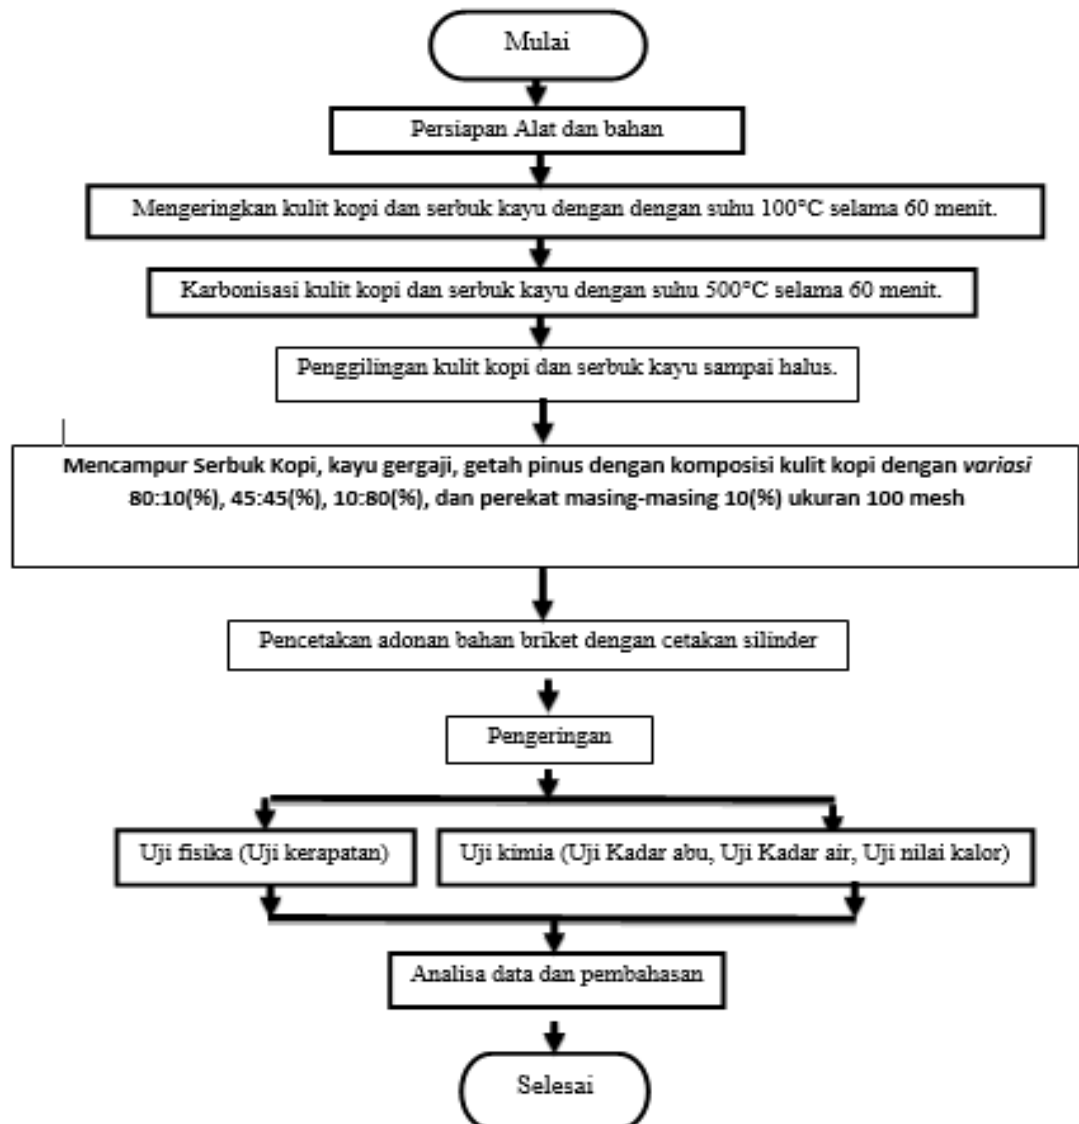 Mulai
Persiapan Alat dan bahan
Mengeringkan kulit kopi dan serbuk kayu dengan dengan suhu 100°C selama 60 menit.
Karbonisasi kulit kopi dan serbuk kayu dengan suhu 500°C selama 60 menit.
Penggilingan kulit kopi dan serbuk kayu sampai halus.
Mencampur Serbuk Kopi, kayu gergaji, getah pinus dengan komposisi kulit kopi dengan variasi
80:10(%), 45:45(%), 10:80(%), dan perekat masing-masing 10(%) ukuran 100 mesh
Pencetakan adonan bahan briket dengan cetakan silinder
Pengeringan
Uji fisika (Uji kerapatan)
Uji kimia (Uji Kadar abu, Uji Kadar air, Uji nilai kalor)
Analisa data dan pembahasan
Selesai